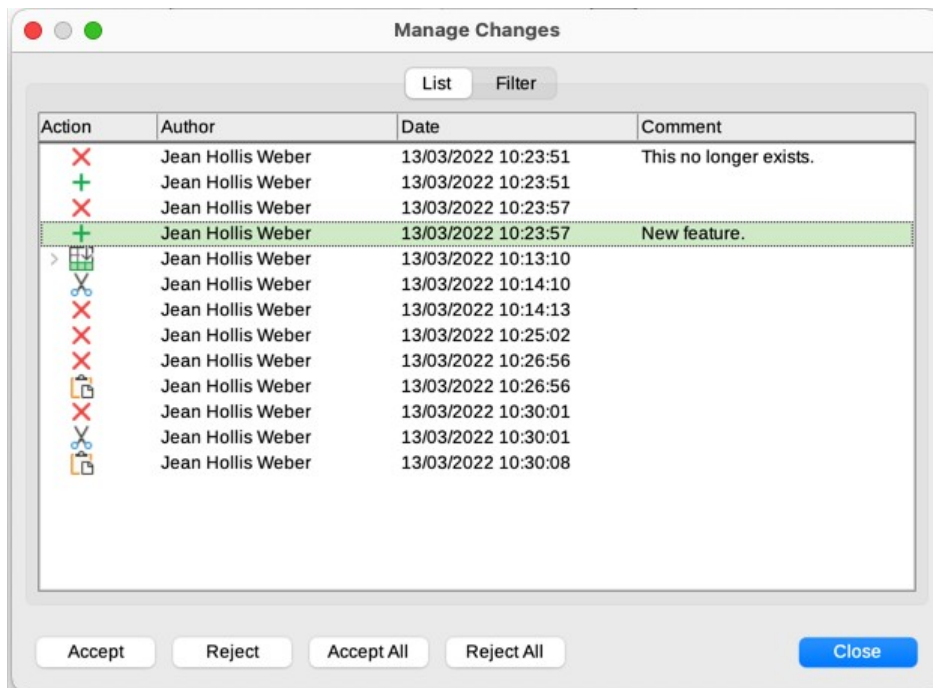 Manage Changes
List Filter
Action Author Date Comment
Jean Hollis Weber 13/03/2022 10:23:51 This no longer exists.
Jean Hollis Weber 13/03/2022 10:23:51
Jean Hollis Weber 13/03/2022 10:23:57
Jean Hollis Weber 13/03/2022 10:23:57 New feature.
Jean Hollis Weber 13/03/2022 10:13:10
Jean Hollis Weber 13/03/2022 10:14:10
Jean Hollis Weber 13/03/2022 10:14:13
Jean Hollis Weber 13/03/2022 10:25:02
Jean Hollis Weber 13/03/2022 10:26:56
Jean Hollis Weber 13/03/2022 10:26:56
Jean Hollis Weber 13/03/2022 10:30:01
Jean Hollis Weber 13/03/2022 10:30:01
Jean Hollis Weber 13/03/2022 10:30:08
Accept Reject Accept All Reject All Close